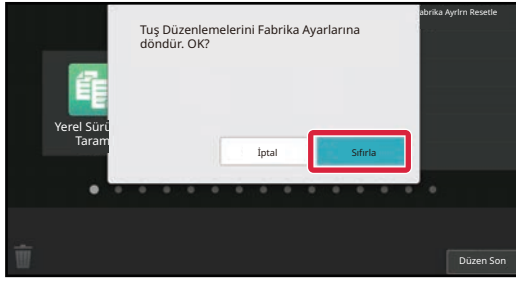 abrika Ayrlrn Resetle
Tuş Düzenlemelerini Fabrika Ayarlarına
döndür. OK?
Yerel Sürü
Taram
İptal
Sıfırla
Düzen Son